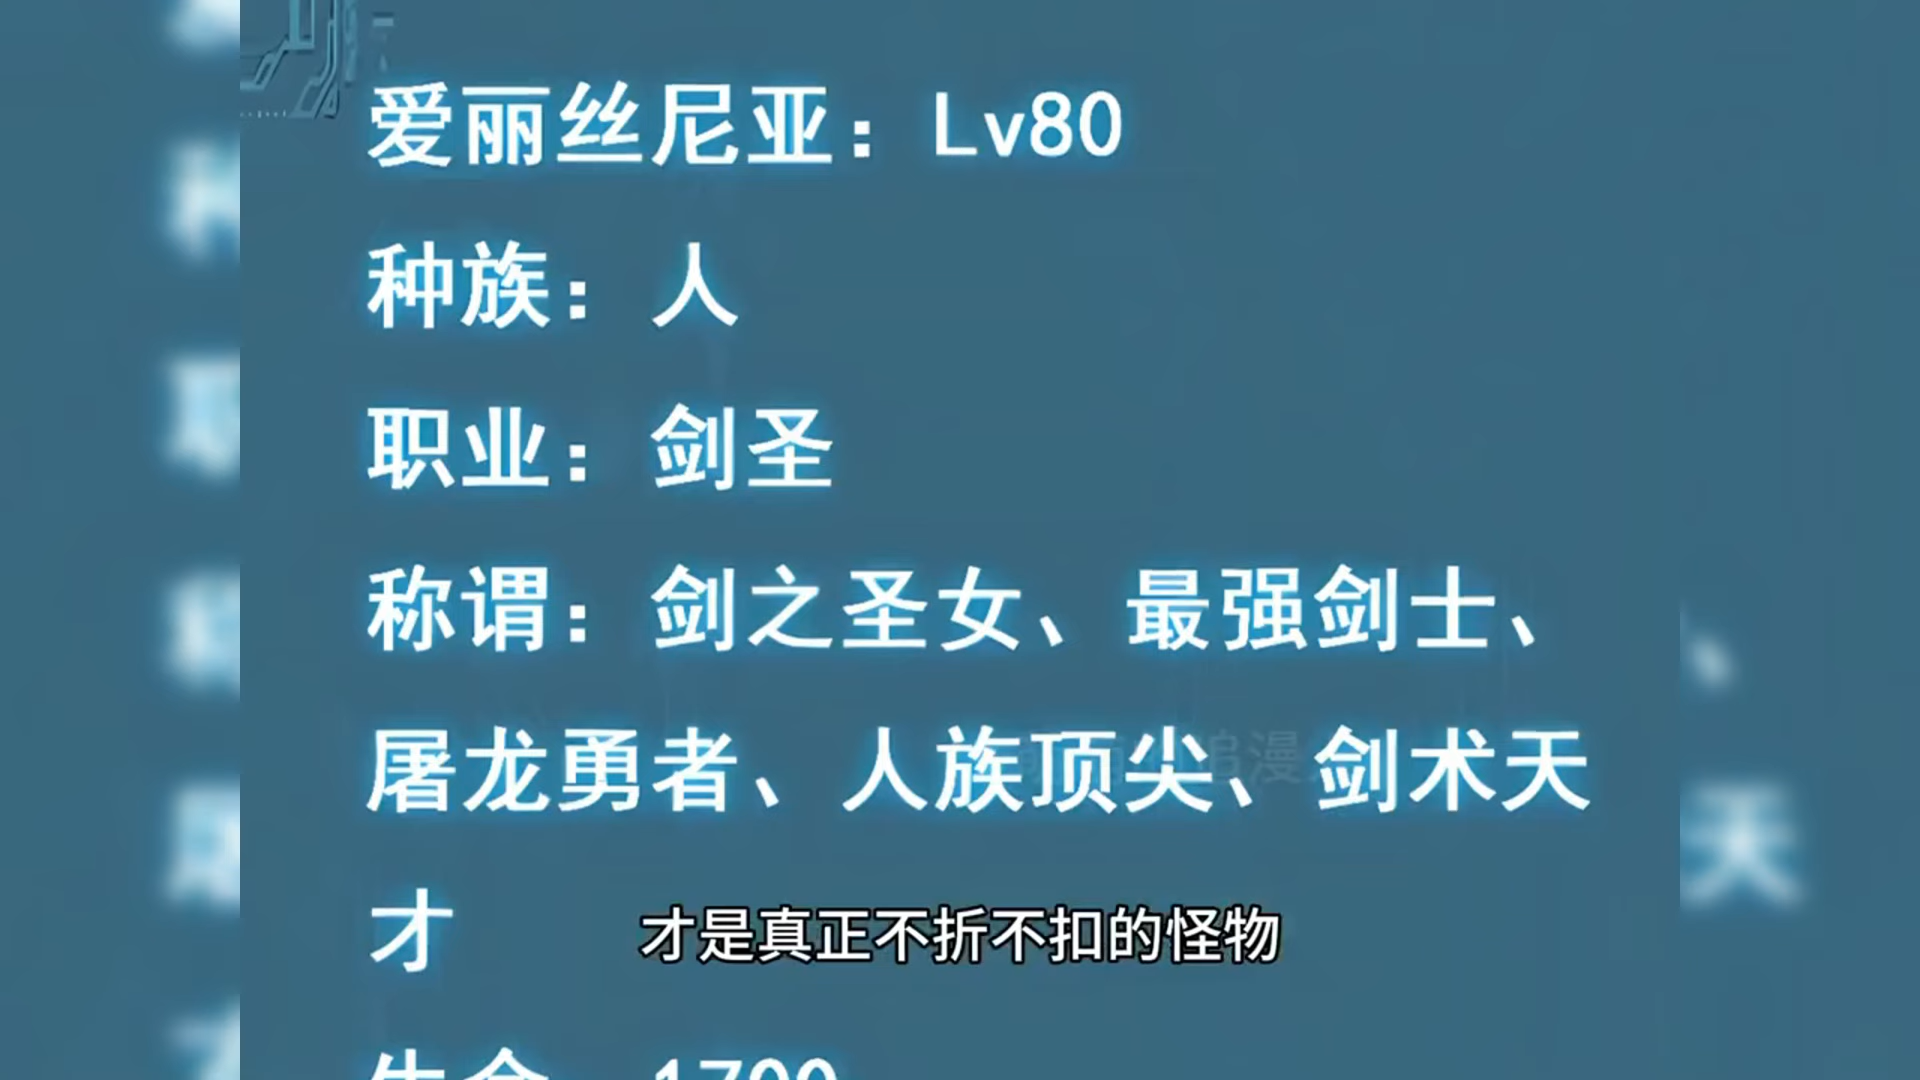 爱丽丝尼亚：Lv80
种族：人
职业：剑圣
称谓：剑之圣女、最强剑士、
屠龙勇者、人族顶尖、剑术天
才
才是真正不折不扣的怪物